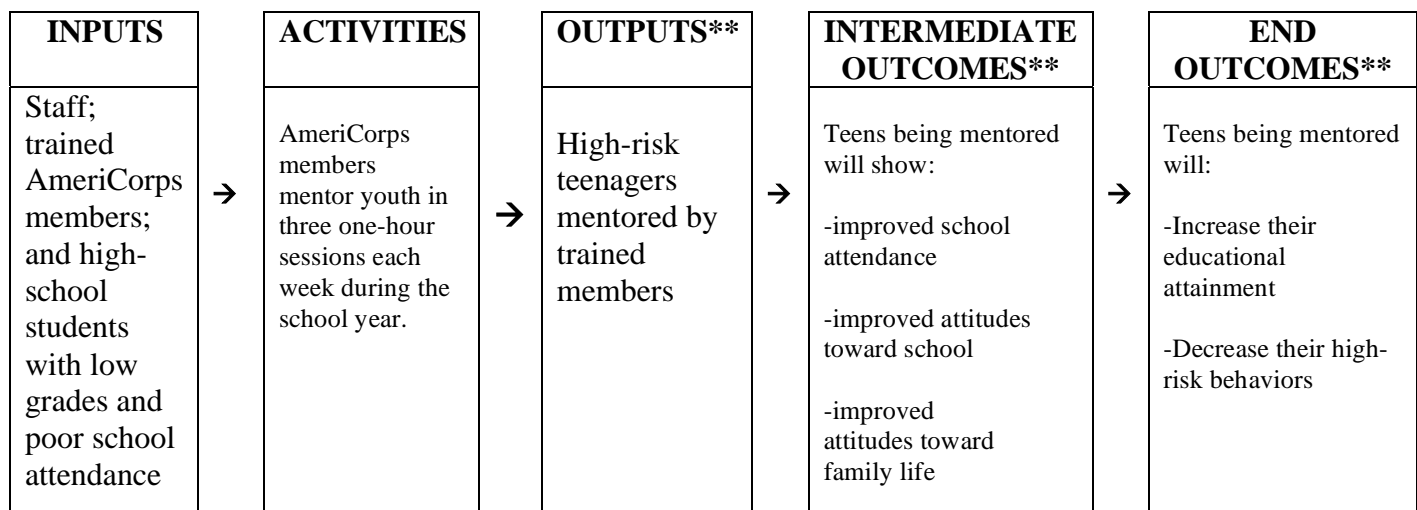 INPUTS
Staff;
trained
AmeriCorps
members;
and high-
school
students
with low
grades and
poor school
attendance
→
ACTIVITIES
AmeriCorps
members
mentor youth in
three one-hour
sessions each
week during the
school year.
→
OUTPUTS**
High-risk
teenagers
mentored by
trained
members
→
INTERMEDIATE
OUTCOMES**
Teens being mentored
will show:
-improved school
attendance
-improved attitudes
toward school
-improved
attitudes toward
family life
→
END
OUTCOMES**
Teens being mentored
will:
-Increase their
educational
attainment
-Decrease their high-
risk behaviors